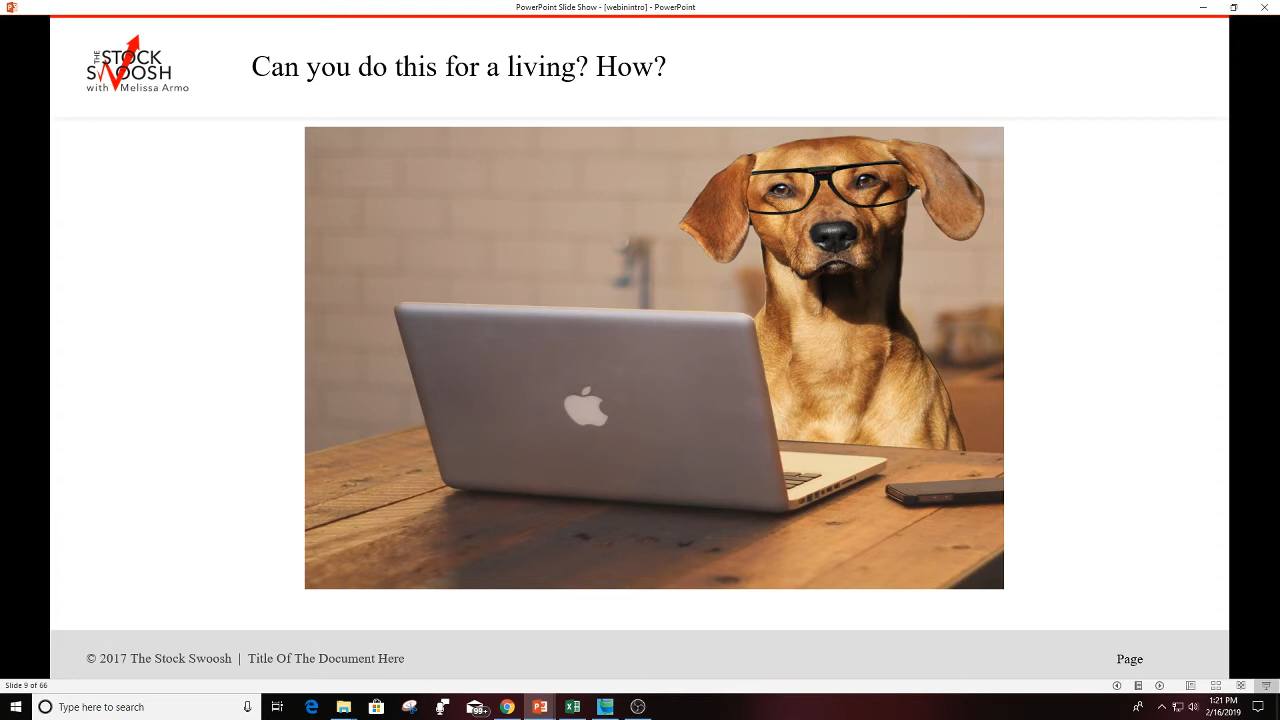 PowerPoint Slide Show - [webinintro] - PowerPoint
THE
STOCK
SWOOSH
with Melissa Armo
Can you do this for a living? How?
© 2017 The Stock Swoosh | Title Of The Document Here
Page
Slide 9 of 66
Type here to search
99+
1:21 PM
2/16/2019